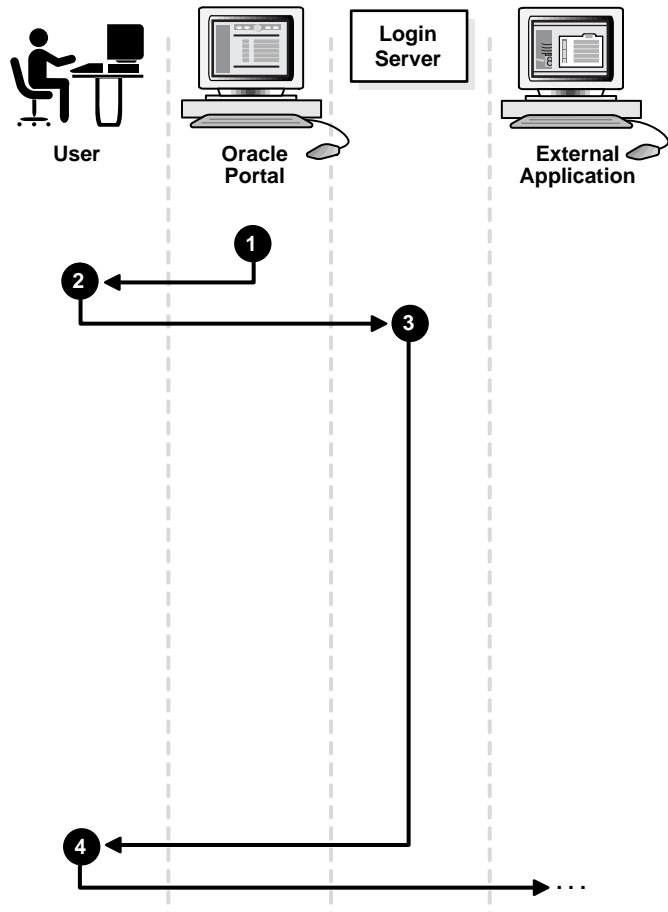 User
Oracle
Portal
Login
Server
External
Application
1
2
3
4
. . .